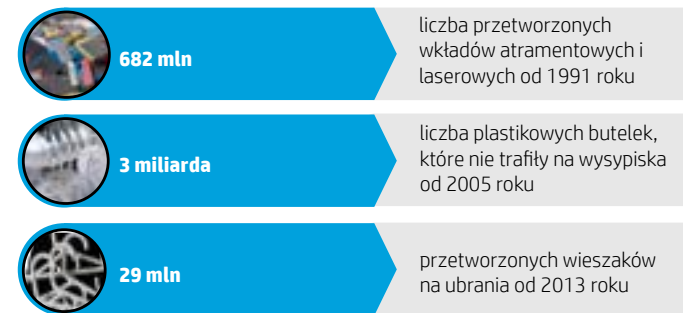 682 mln
liczba przetworzonych
wkładów atramentowych i
laserowych od 1991 roku
3 miliarda
liczba plastikowych butelek,
które nie trafiły na wysypiska
od 2005 roku
29 mln
przetworzonych wieszaków
na ubrania od 2013 roku